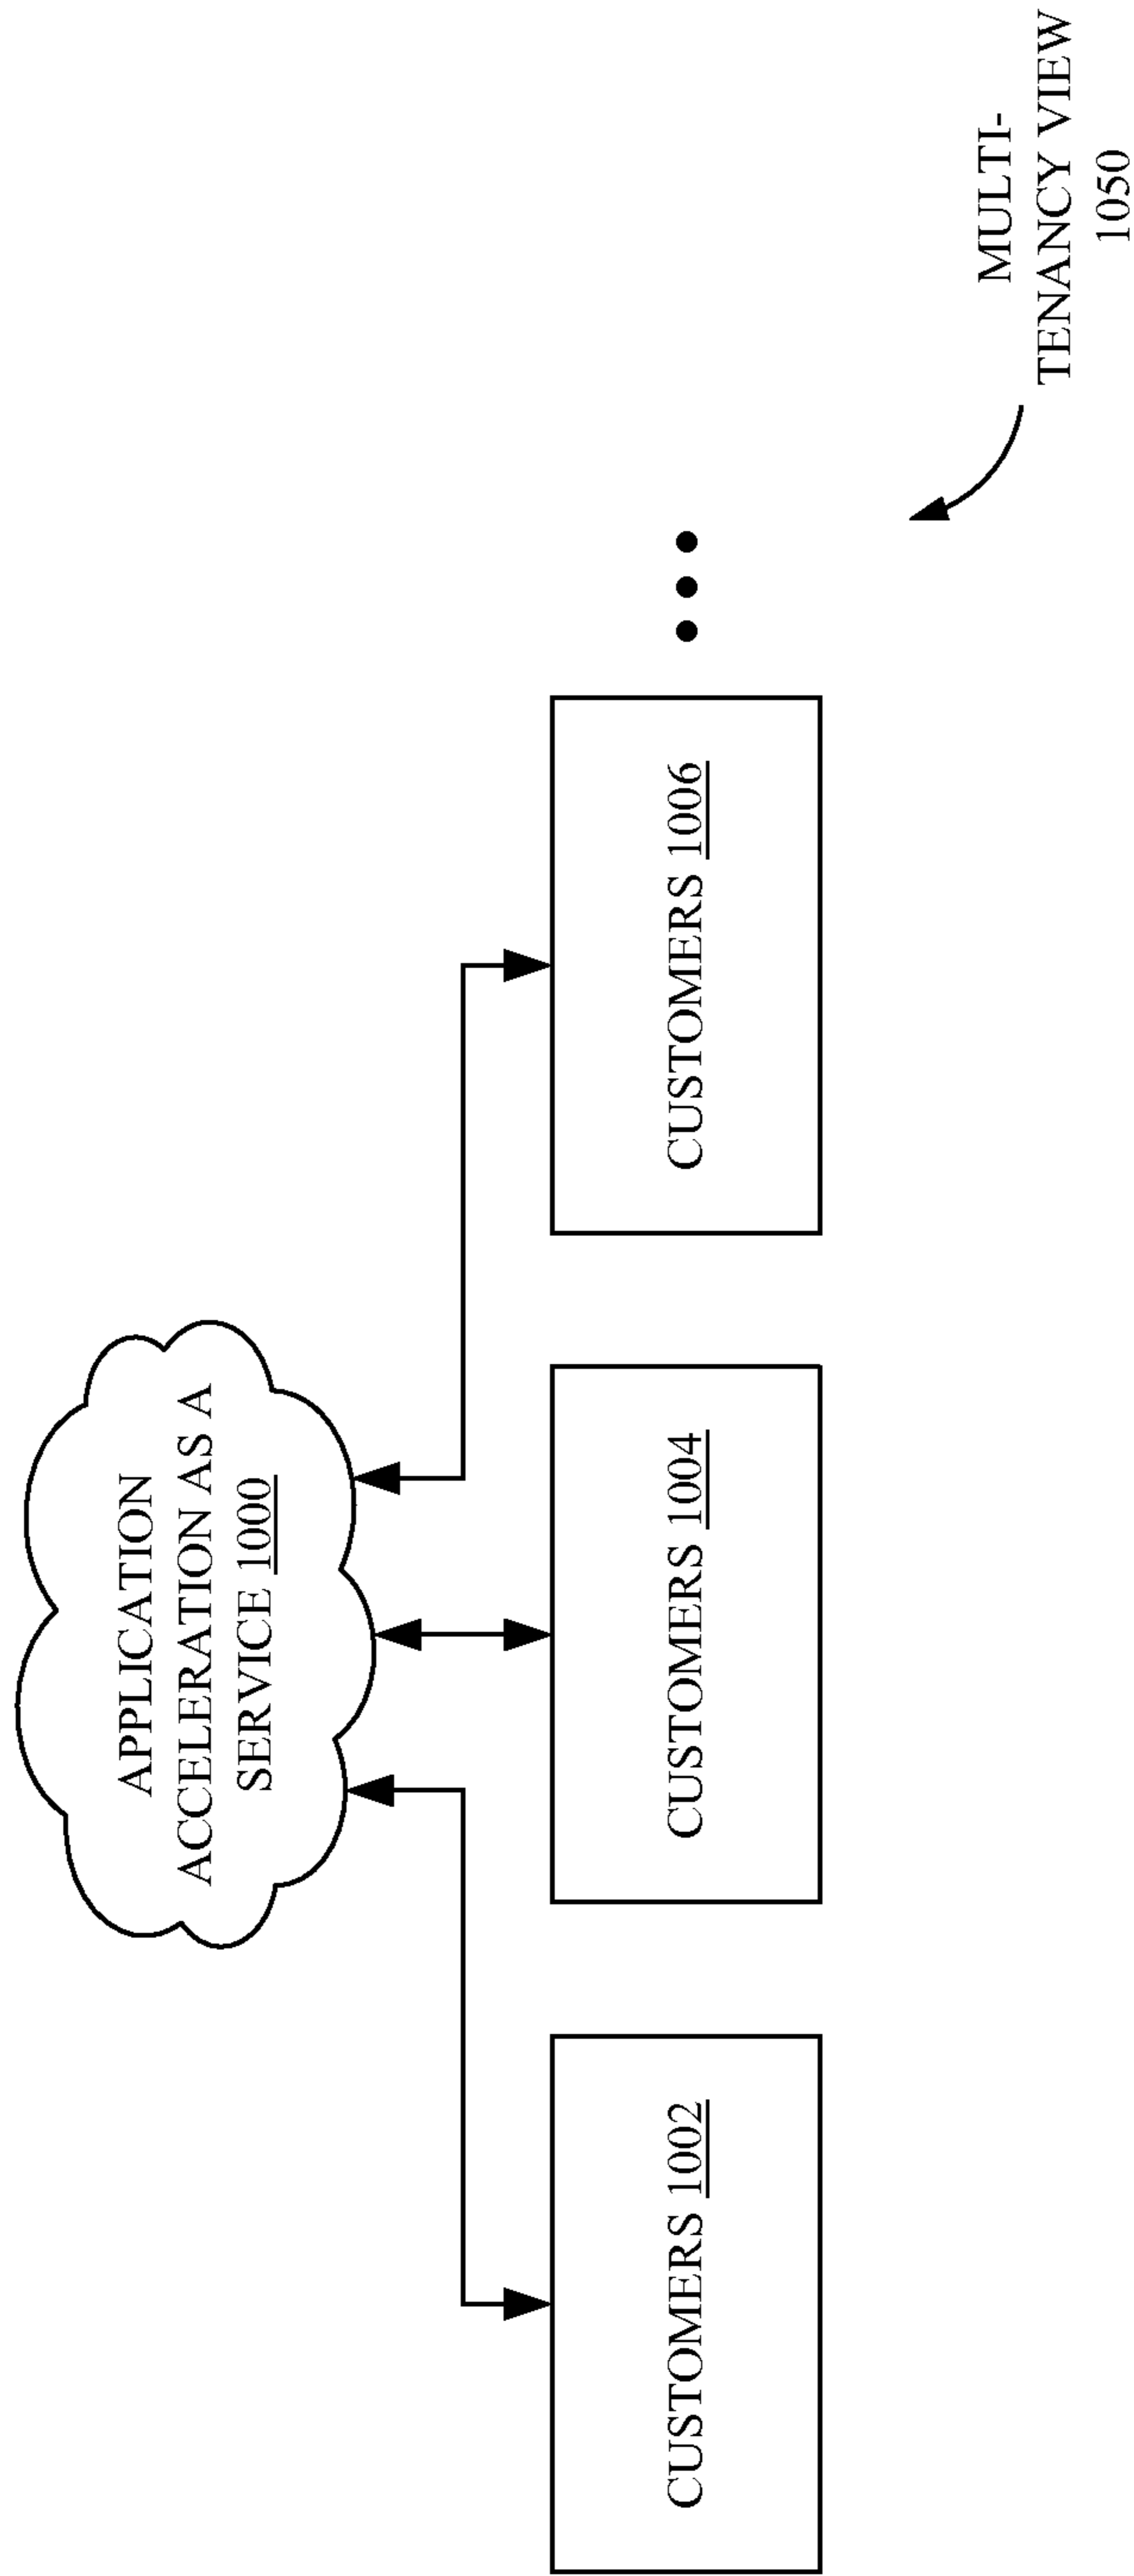 APPLICATION
ACCELERATION AS A
SERVICE 1000
CUSTOMERS 1002
CUSTOMERS 1004
CUSTOMERS 1006
MULTI-
TENANCY VIEW
1050